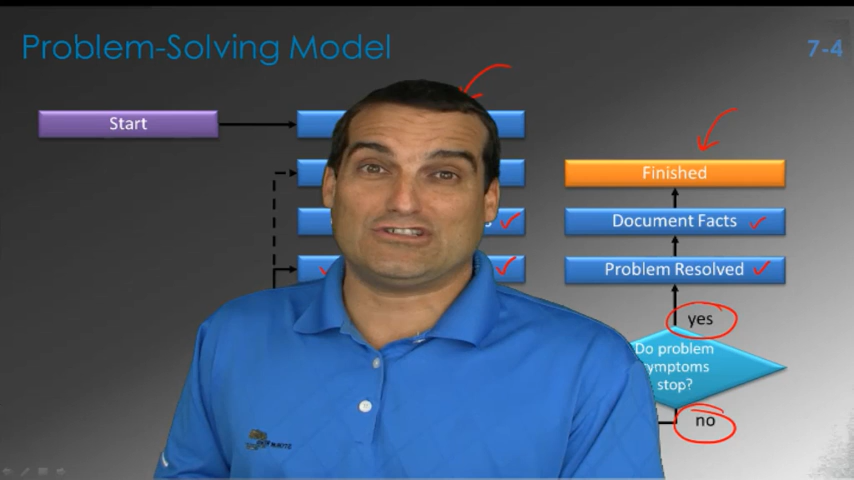 Problem-Solving Model
7-4
Start
Finished
Document Facts
Problem Resolved
yes
Do problem
symptoms
stop?
no